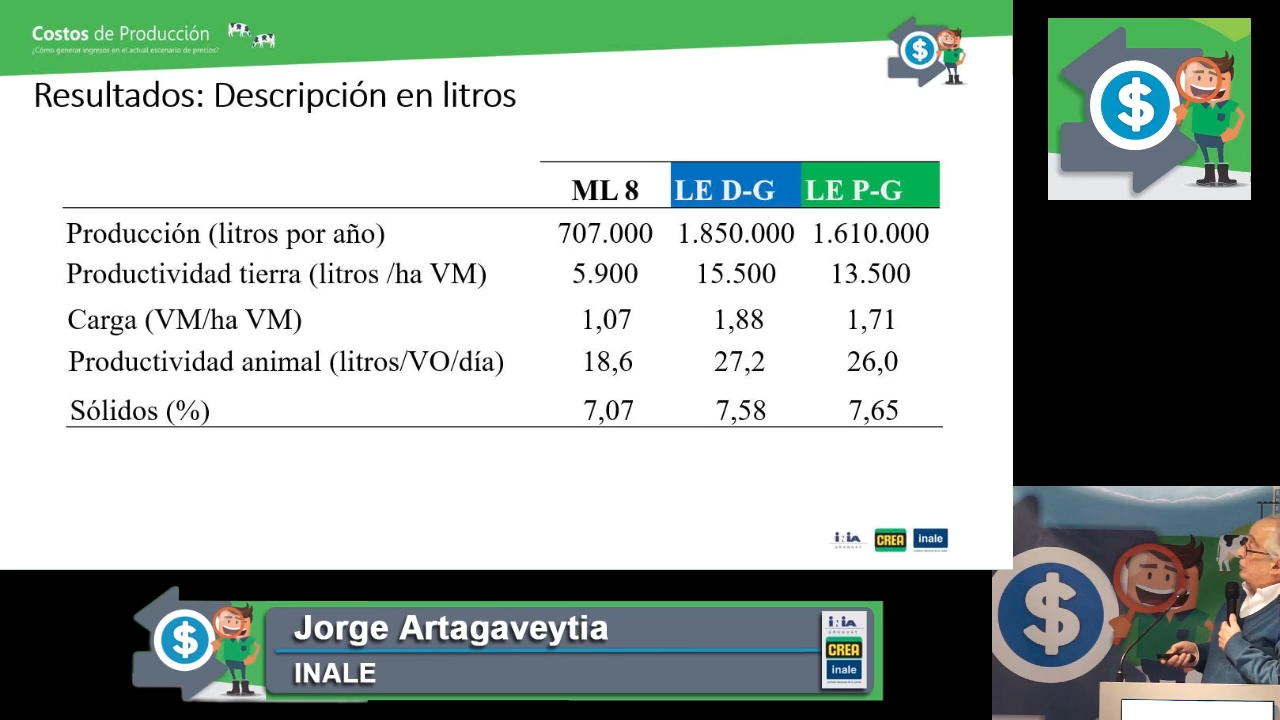 Costos de Producción
¿Cómo generar ingresos en el actual escenario de precios?
$
$
Resultados: Descripción en litros
ML 8 LE D-G LE P-G
Producción (litros por año) 707.000 1.850.000 1.610.000
Productividad tierra (litros /ha VM) 5.900 15.500 13.500
Carga (VM/ha VM) 1,07 1,88 1,71
Productividad animal (litros/VO/día) 18,6 27,2 26,0
Sólidos (%) 7,07 7,58 7,65
inia URUGUAY CREA inale
$
Jorge Artagaveytia
INALE
inia
URUGUAY
CREA
inale
$